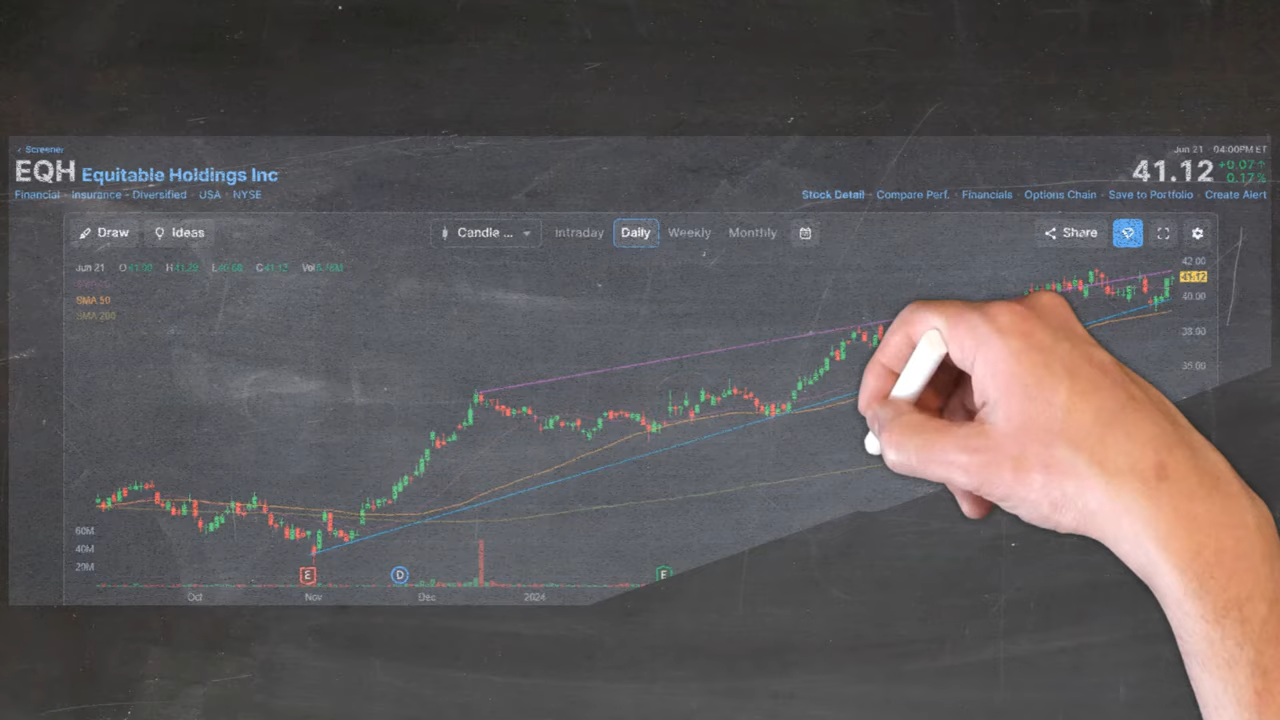 ‹ Screener
EQH Equitable Holdings Inc
Financial · Insurance - Diversified · USA · NYSE
Jun 21 · 04:00PM ET
41.12 +0.07↑
0.17%
Stock Detail · Compare Perf. · Financials · Options Chain · Save to Portfolio · Create Alert
Draw Ideas Candle ... Intraday Daily Weekly Monthly Share
Jun 21
SMA 50
SMA 200
42.00
41.12
40.00
38.00
60M
40M
20M
E D E
Oct Nov Dec 2024